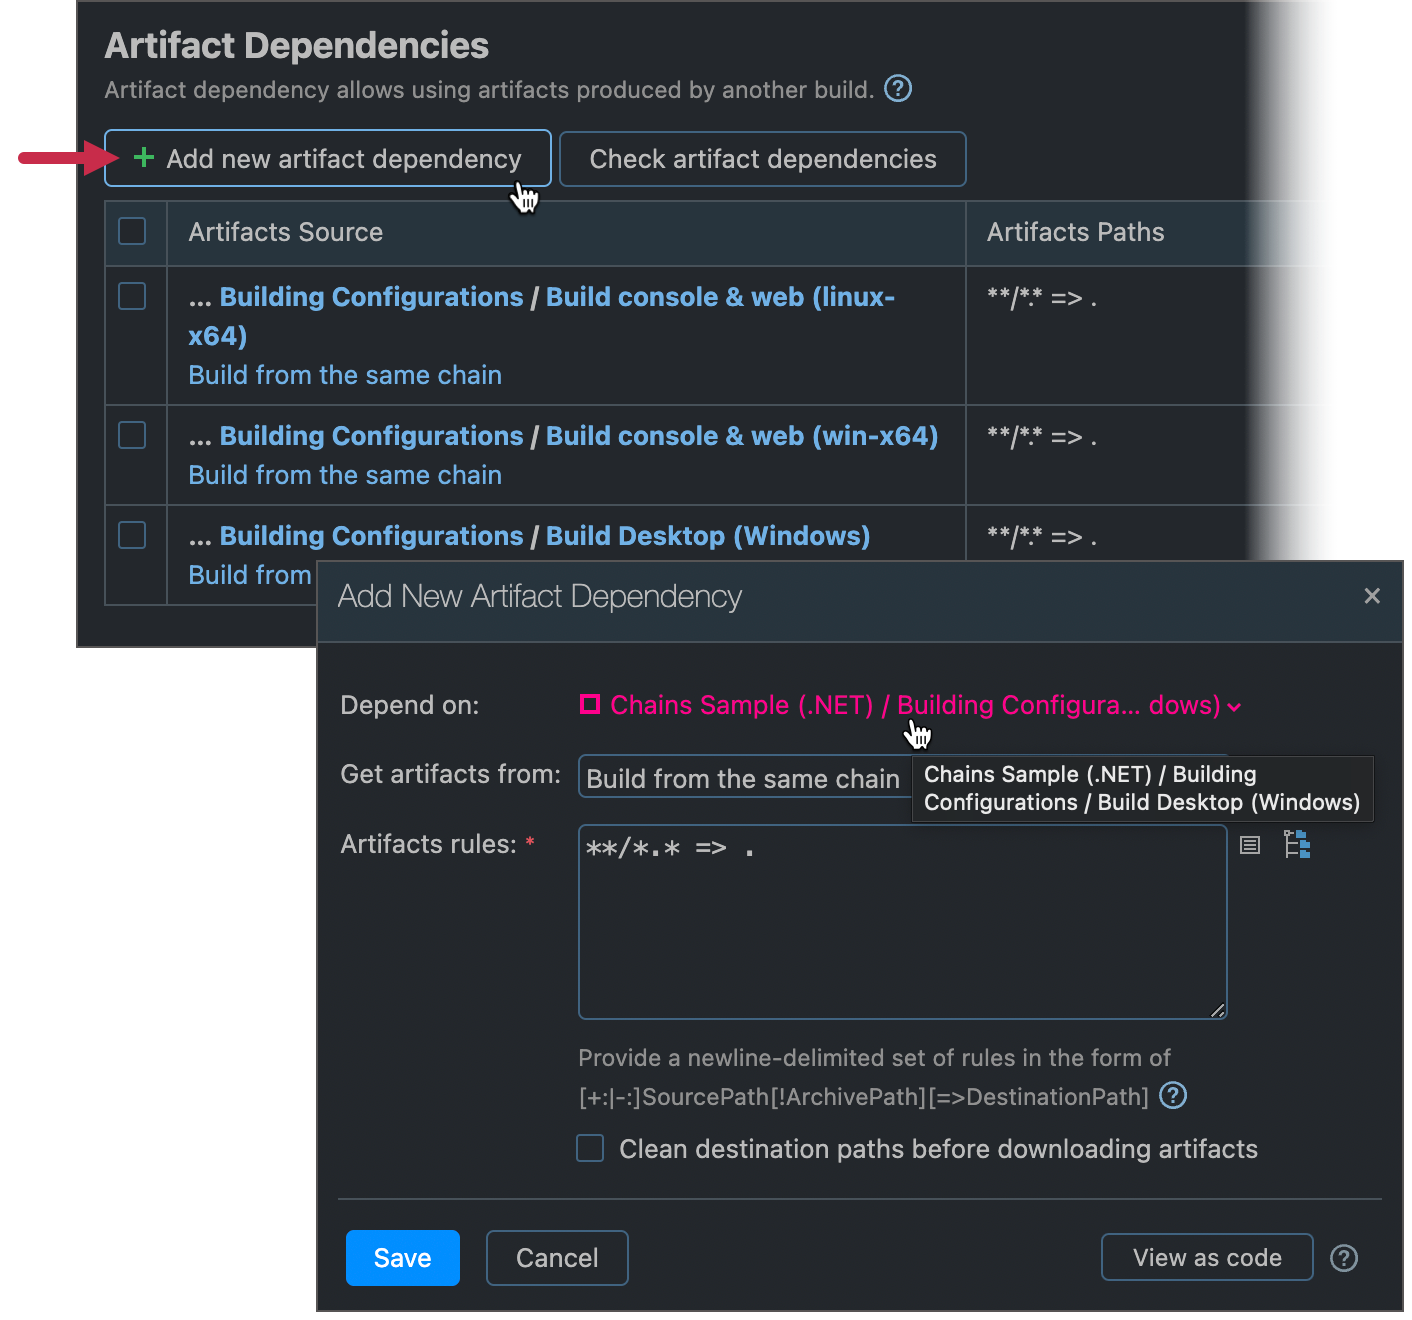 Artifact Dependencies
Artifact dependency allows using artifacts produced by another build. ?
+ Add new artifact dependency
Check artifact dependencies
Artifacts Source
Artifacts Paths
... Building Configurations / Build console & web (linux-
x64)
Build from the same chain
**/*.* => .
... Building Configurations / Build console & web (win-x64)
Build from the same chain
**/*.* => .
... Building Configurations / Build Desktop (Windows)
Build from
**/*.* => .
Add New Artifact Dependency
×
Depend on:
Chains Sample (.NET) / Building Configura... dows)
Get artifacts from:
Build from the same chain
Chains Sample (.NET) / Building
Configurations / Build Desktop (Windows)
Artifacts rules: *
**/*.* => .
Provide a newline-delimited set of rules in the form of
[+:|-:]SourcePath[!ArchivePath][=>DestinationPath] ?
Clean destination paths before downloading artifacts
Save
Cancel
View as code
?